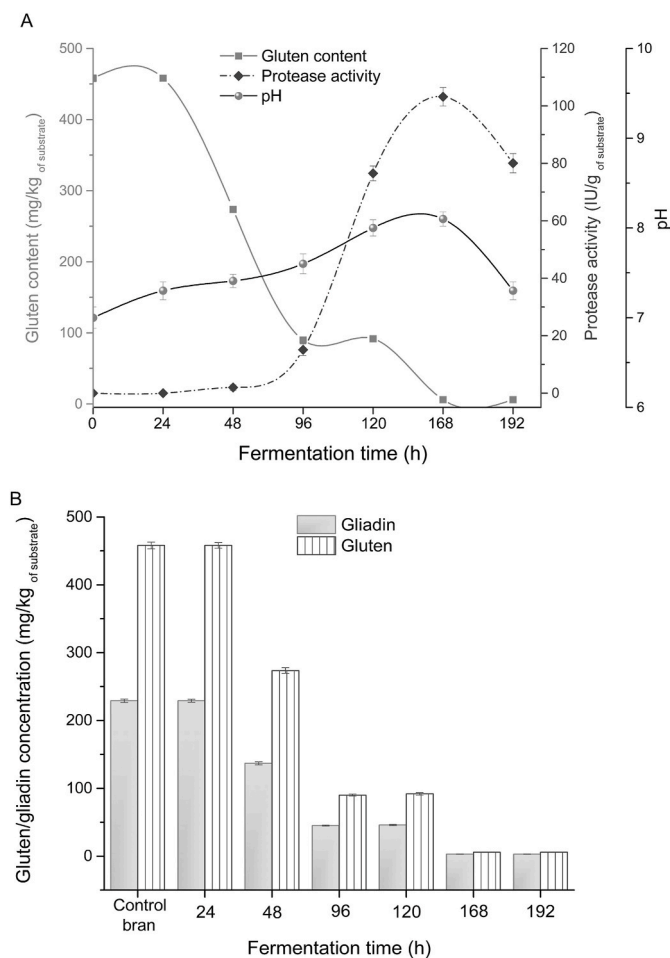 A
Gluten content
Protease activity
pH
Gluten content (mg/kg of substrate)
500
400
300
200
100
0
Protease activity (IU/g of substrate)
120
100
80
60
40
20
0
pH
10
9
8
7
6
0 24 48 96 120 168 192
Fermentation time (h)
B
Gliadin
Gluten
Gluten/gliadin concentration (mg/kg of substrate)
500
400
300
200
100
0
Control
bran
24 48 96 120 168 192
Fermentation time (h)